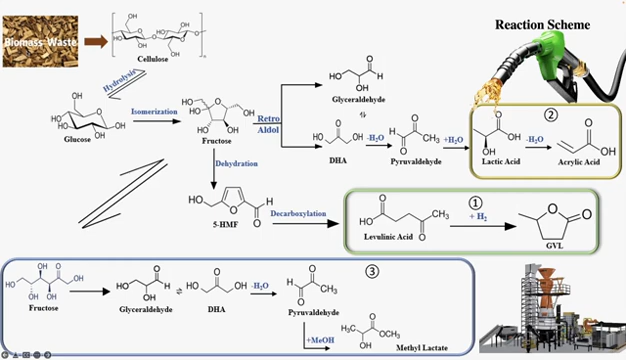 Reaction Scheme
Biomass Waste
Cellulose
Hydrolysis
Glucose
Isomerization
Fructose
Retro
Aldol
Glyceraldehyde
DHA
-H₂O
Pyruvaldehyde
+H₂O
②
Lactic Acid
-H₂O
Acrylic Acid
Dehydration
5-HMF
Decarboxylation
①
Levulinic Acid
+ H₂
GVL
③
Fructose
Glyceraldehyde
DHA
-H₂O
Pyruvaldehyde
+MeOH
Methyl Lactate